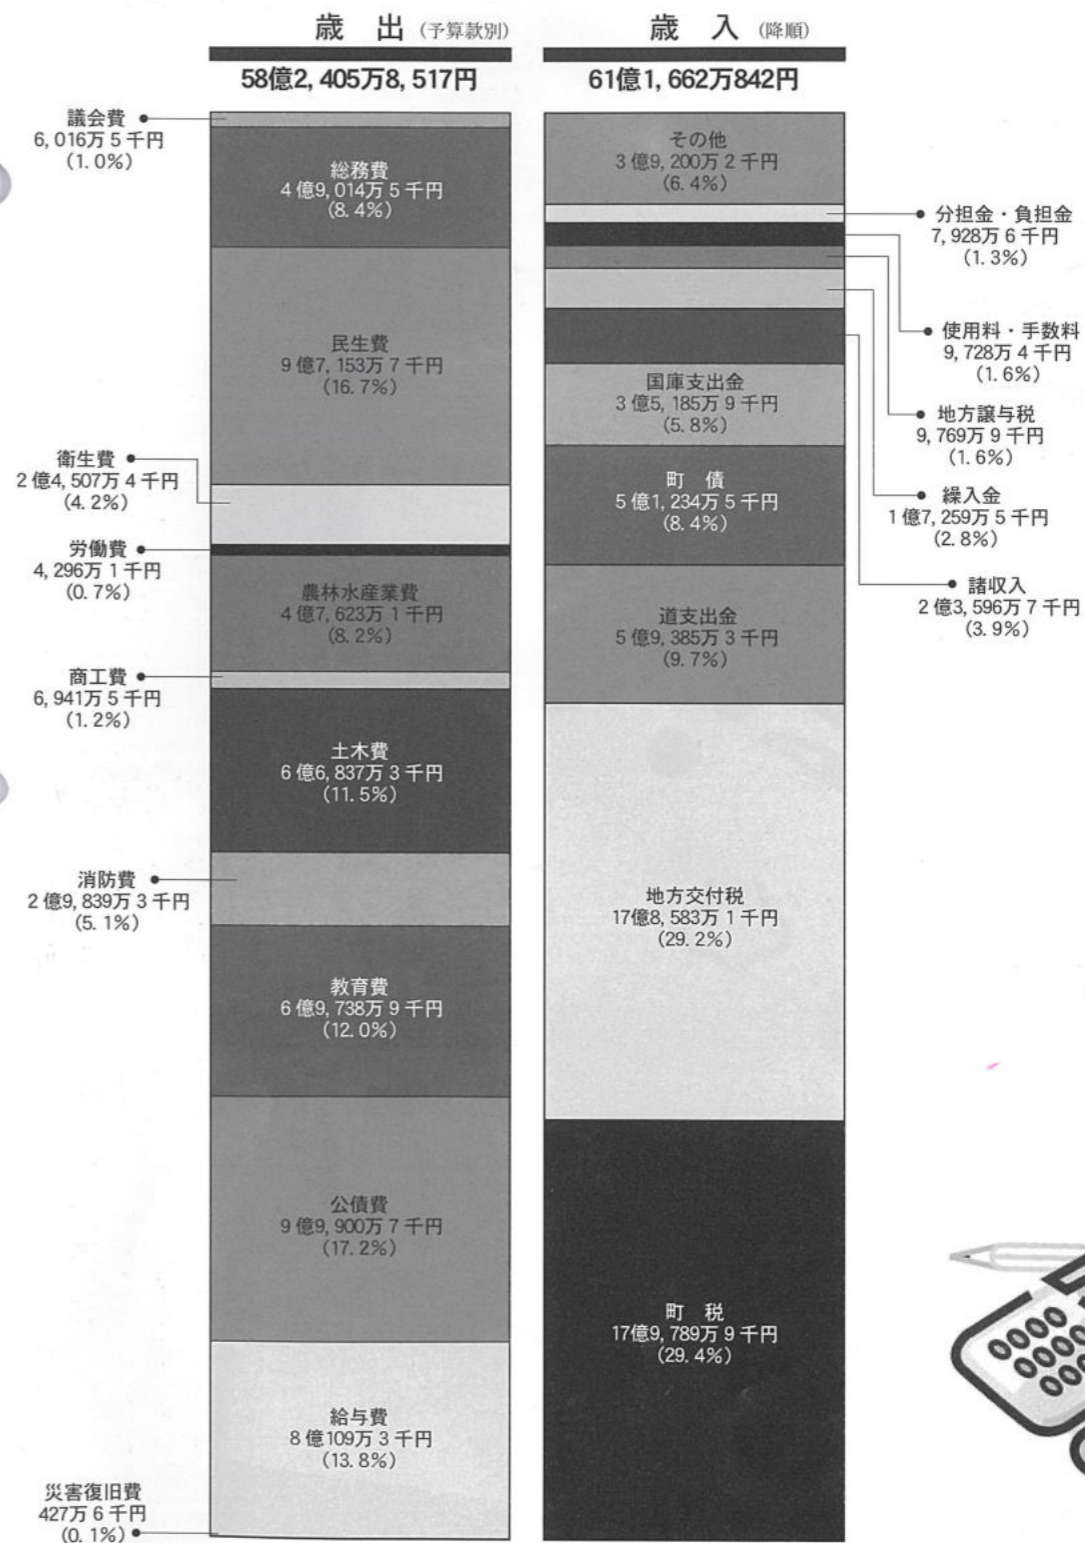 歳 出 (予算款別)
58億2,405万8,517円
議会費
6,016万5千円
(1.0%)
総務費
4億9,014万5千円
(8.4%)
民生費
9億7,153万7千円
(16.7%)
衛生費
2億4,507万4千円
(4.2%)
労働費
4,296万1千円
(0.7%)
農林水産業費
4億7,623万1千円
(8.2%)
商工費
6,941万5千円
(1.2%)
土木費
6億6,837万3千円
(11.5%)
消防費
2億9,839万3千円
(5.1%)
教育費
6億9,738万9千円
(12.0%)
公債費
9億9,900万7千円
(17.2%)
給与費
8億109万3千円
(13.8%)
災害復旧費
427万6千円
(0.1%)
歳 入 (降順)
61億1,662万842円
その他
3億9,200万2千円
(6.4%)
分担金・負担金
7,928万6千円
(1.3%)
使用料・手数料
9,728万4千円
(1.6%)
地方譲与税
9,769万9千円
(1.6%)
繰入金
1億7,259万5千円
(2.8%)
諸収入
2億3,596万7千円
(3.9%)
国庫支出金
3億5,185万9千円
(5.8%)
町 債
5億1,234万5千円
(8.4%)
道支出金
5億9,385万3千円
(9.7%)
地方交付税
17億8,583万1千円
(29.2%)
町 税
17億9,789万9千円
(29.4%)